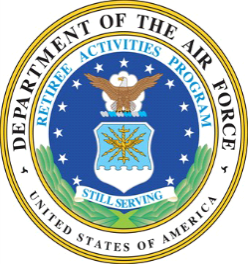 DEPARTMENT OF THE AIR FORCE
RETIREE ACTIVITIES PROGRAM
STILL SERVING
UNITED STATES OF AMERICA